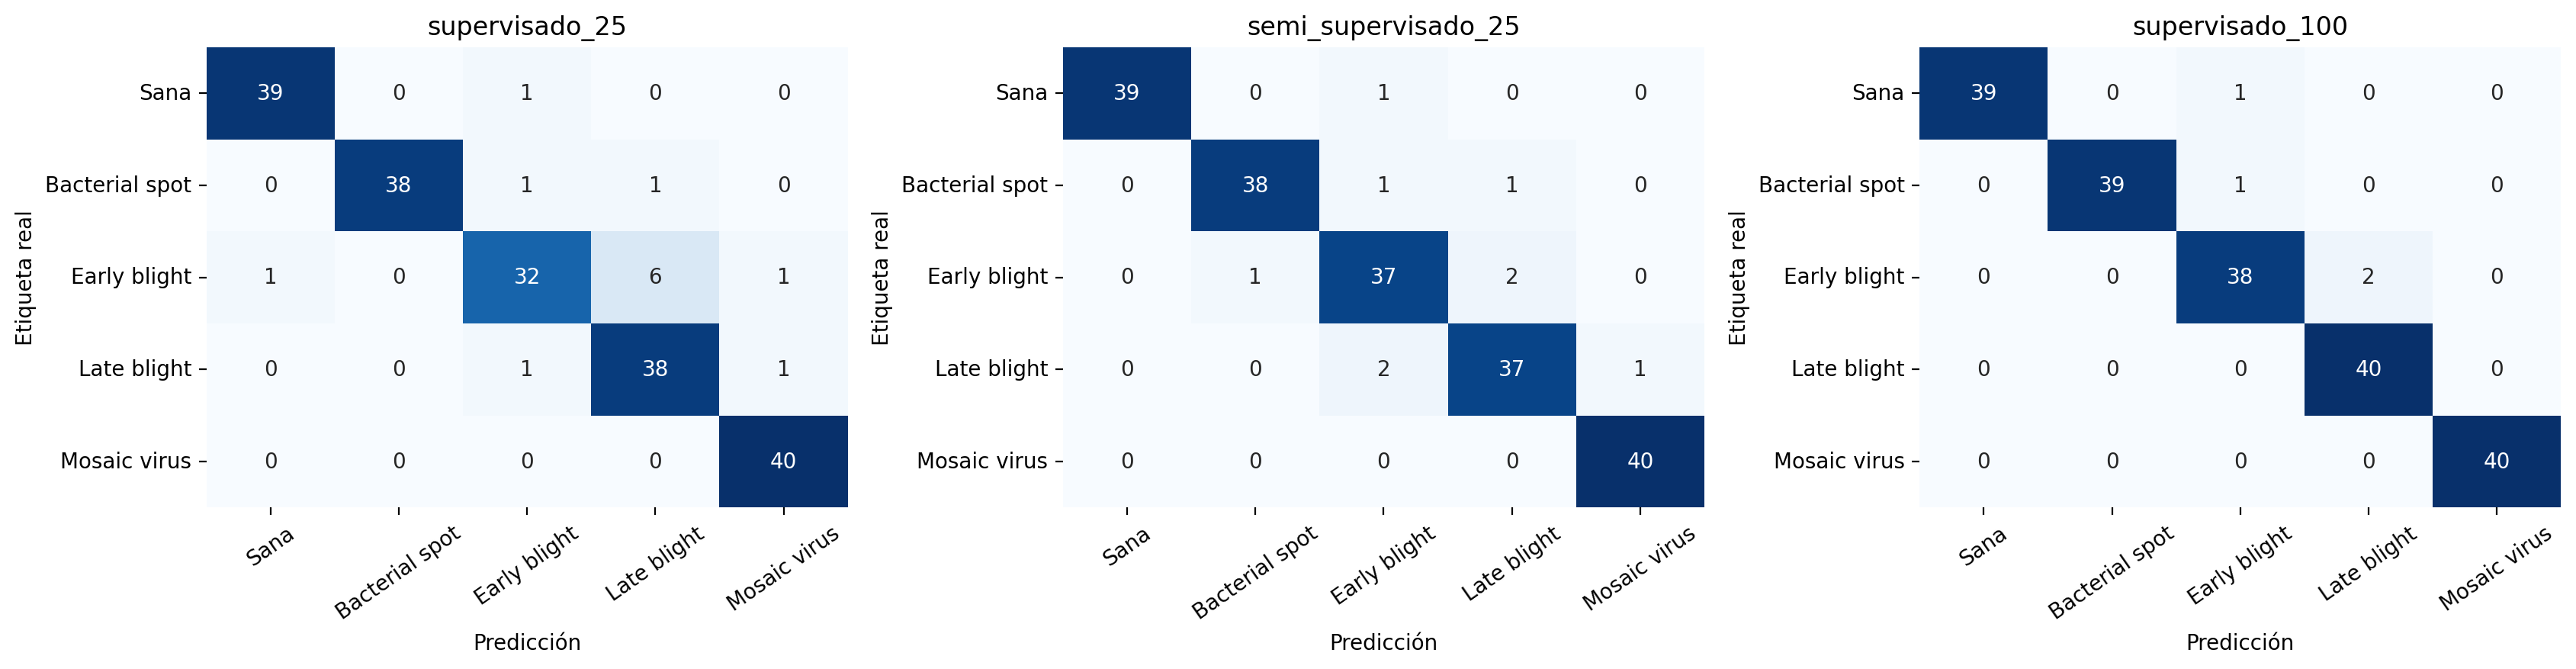 supervisado_25
Sana 39 0 1 0 0
Bacterial spot 0 38 1 1 0
Early blight 1 0 32 6 1
Late blight 0 0 1 38 1
Mosaic virus 0 0 0 0 40
Etiqueta real
Sana Bacterial spot Early blight Late blight Mosaic virus
Predicción
semi_supervisado_25
Sana 39 0 1 0 0
Bacterial spot 0 38 1 1 0
Early blight 0 1 37 2 0
Late blight 0 0 2 37 1
Mosaic virus 0 0 0 0 40
Etiqueta real
Sana Bacterial spot Early blight Late blight Mosaic virus
Predicción
supervisado_100
Sana 39 0 1 0 0
Bacterial spot 0 39 1 0 0
Early blight 0 0 38 2 0
Late blight 0 0 0 40 0
Mosaic virus 0 0 0 0 40
Etiqueta real
Sana Bacterial spot Early blight Late blight Mosaic virus
Predicción